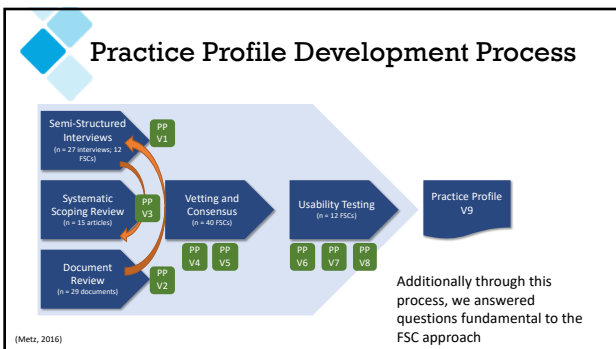 Practice Profile Development Process
Semi-Structured
Interviews
(n = 27 interviews; 12
FSCs)
PP
V1
Systematic
Scoping Review
(n = 15 articles)
PP
V3
Document
Review
(n = 29 documents)
PP
V2
Vetting and
Consensus
(n = 40 FSCs)
PP
V4
PP
V5
Usability Testing
(n = 12 FSCs)
PP
V6
PP
V7
PP
V8
Practice Profile
V9
Additionally through this
process, we answered
questions fundamental to the
FSC approach
(Metz, 2016)